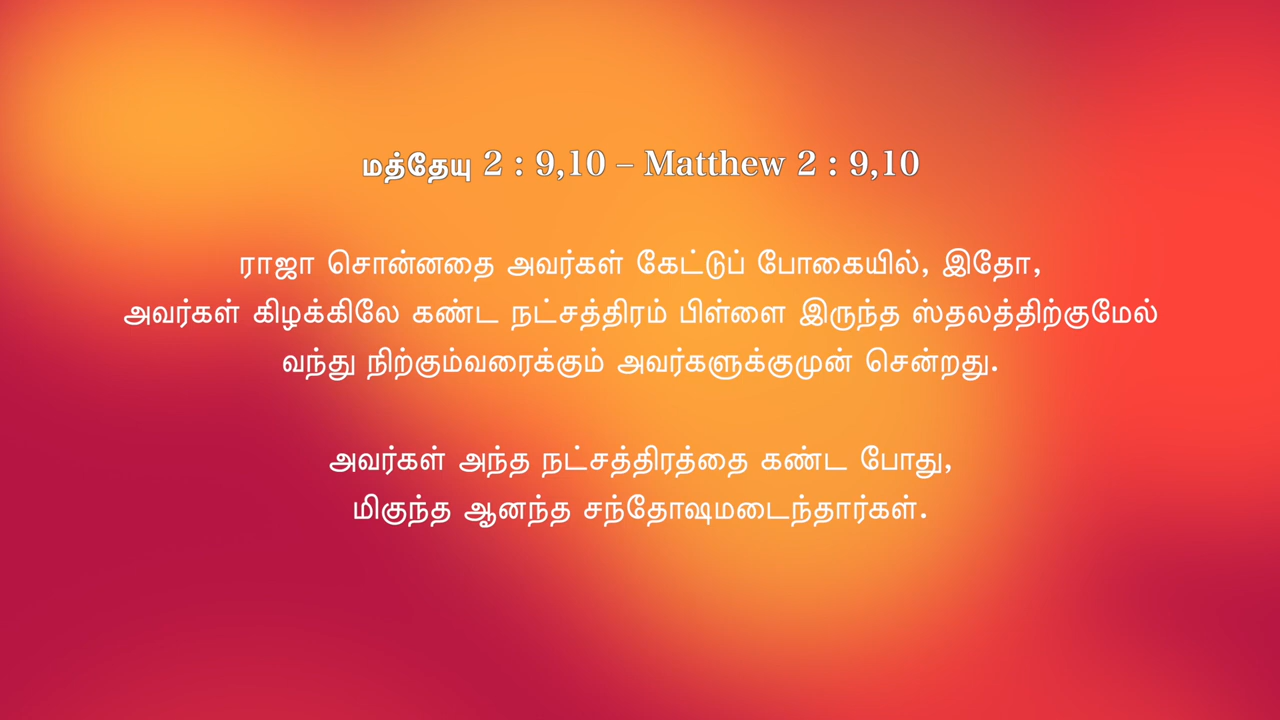 மத்தேயு 2 : 9,10 – Matthew 2 : 9,10
ராஜா சொன்னதை அவர்கள் கேட்டுப் போகையில், இதோ,
அவர்கள் கிழக்கிலே கண்ட நட்சத்திரம் பிள்ளை இருந்த ஸ்தலத்திற்குமேல்
வந்து நிற்கும்வரைக்கும் அவர்களுக்குமுன் சென்றது.
அவர்கள் அந்த நட்சத்திரத்தை கண்ட போது,
மிகுந்த ஆனந்த சந்தோஷமடைந்தார்கள்.